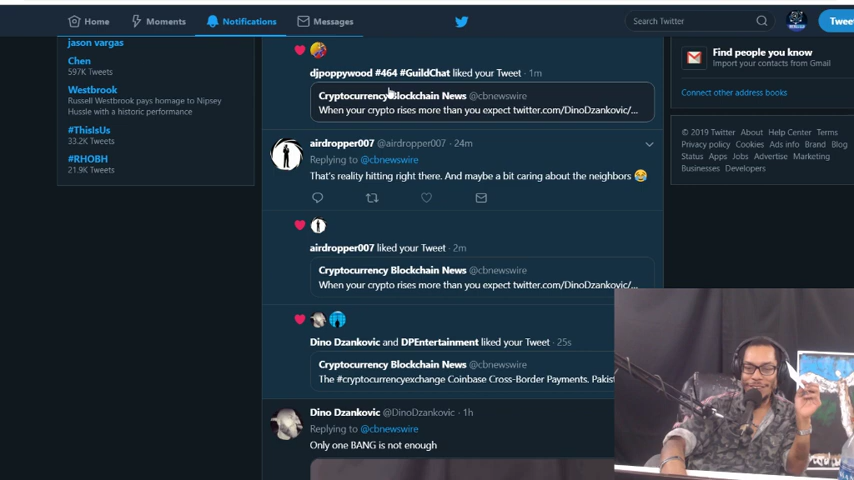 Home
Moments
Notifications
Messages
Search Twitter
Tweet
jason vargas
Chen
597K Tweets
Westbrook
Russell Westbrook pays homage to Nipsey
Hussle with a historic performance
#ThisIsUs
33.2K Tweets
#RHOBH
21.9K Tweets
djpoppywood #464 #GuildChat liked your Tweet · 1m
Cryptocurrency Blockchain News @cbnewswire
When your crypto rises more than you expect twitter.com/DinoDzankovic/...
airdropper007 @airdropper007 · 24m
Replying to @cbnewswire
That's reality hitting right there. And maybe a bit caring about the neighbors 😂
airdropper007 liked your Tweet · 2m
Cryptocurrency Blockchain News @cbnewswire
When your crypto rises more than you expect twitter.com/DinoDzankovic/...
Dino Dzankovic and DPEntertainment liked your Tweet · 25s
Cryptocurrency Blockchain News @cbnewswire
The #cryptocurrencyexchange Coinbase Cross-Border Payments. Pakist
Dino Dzankovic @DinoDzankovic · 1h
Replying to @cbnewswire
Only one BANG is not enough
Find people you know
Import your contacts from Gmail
Connect other address books
© 2019 Twitter About Help Center Terms
Privacy policy Cookies Ads info Brand Blog
Status Apps Jobs Advertise Marketing
Businesses Developers